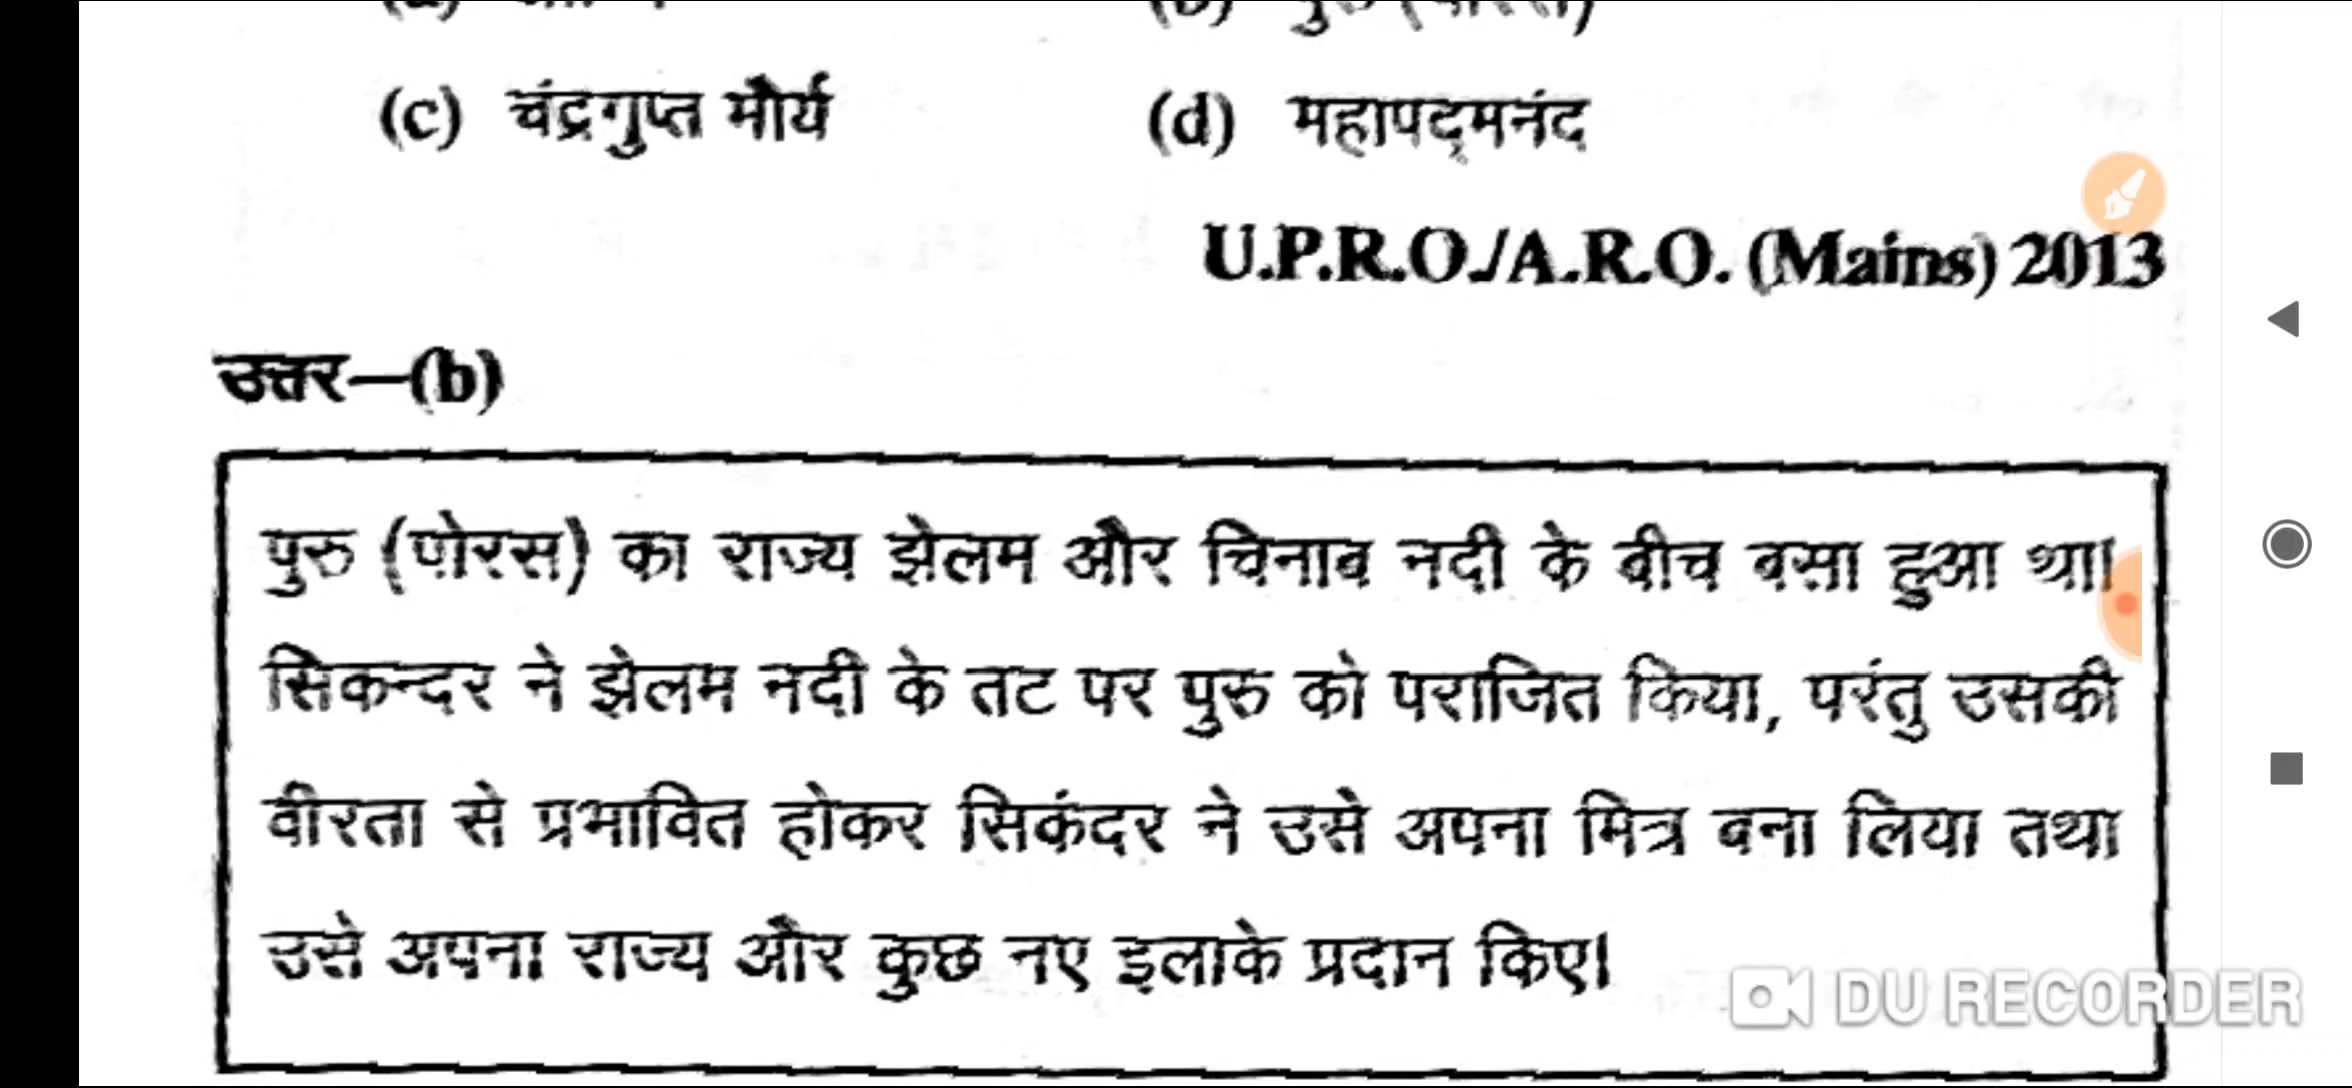 (c) चंद्रगुप्त मौर्य (d) महापद्मनंद
U.P.R.O./A.R.O. (Mains) 2013
उत्तर—(b)
पुरु (पोरस) का राज्य झेलम और चिनाब नदी के बीच बसा हुआ था।
सिकन्दर ने झेलम नदी के तट पर पुरु को पराजित किया, परंतु उसकी
वीरता से प्रभावित होकर सिकंदर ने उसे अपना मित्र बना लिया तथा
उसे अपना राज्य और कुछ नए इलाके प्रदान किए।
DU RECORDER